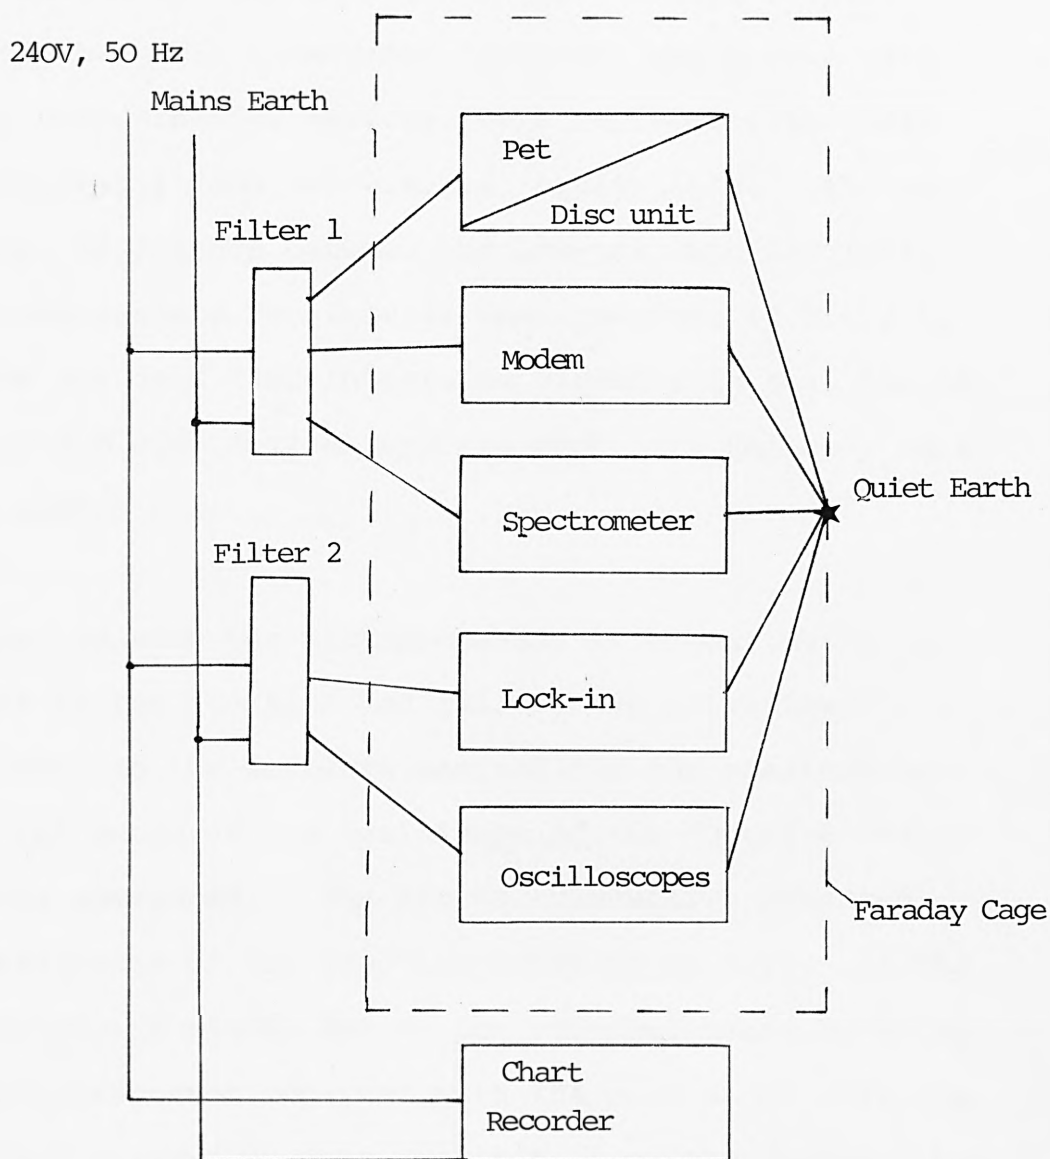 240V, 50 Hz
Mains Earth
Pet
Disc unit
Filter 1
Modem
Quiet Earth
Spectrometer
Filter 2
Lock-in
Oscilloscopes
Faraday Cage
Chart
Recorder